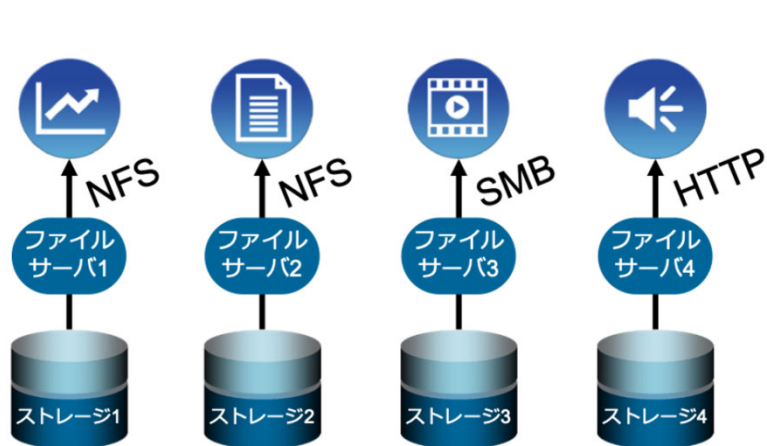 NFS
NFS
SMB
HTTP
ファイル
サーバ1
ファイル
サーバ2
ファイル
サーバ3
ファイル
サーバ4
ストレージ1
ストレージ2
ストレージ3
ストレージ4